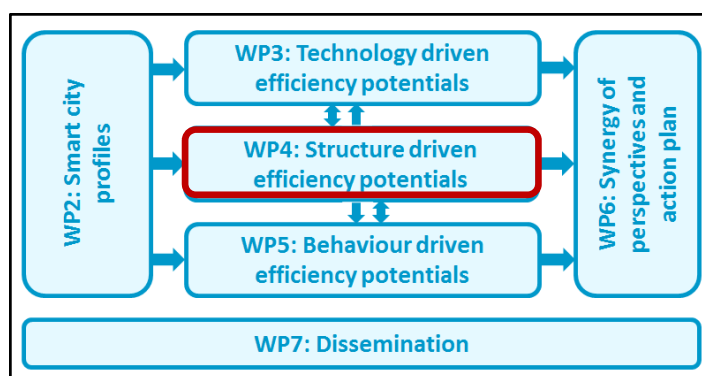 WP2: Smart city
profiles
WP3: Technology driven
efficiency potentials
WP4: Structure driven
efficiency potentials
WP5: Behaviour driven
efficiency potentials
WP6: Synergy of
perspectives and
action plan
WP7: Dissemination